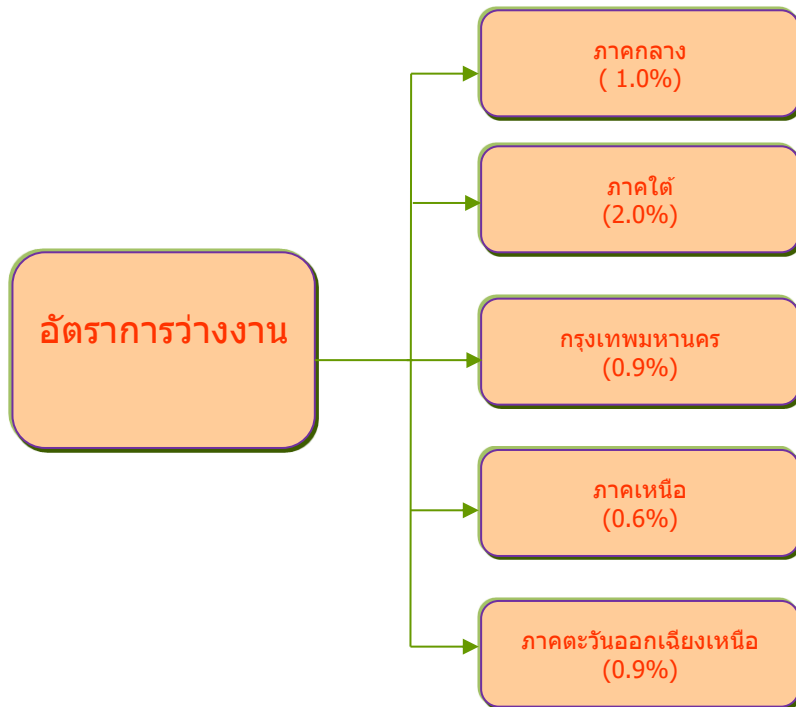 ภาคกลาง
( 1.0%)
ภาคใต้
(2.0%)
อัตราการว่างงาน
กรุงเทพมหานคร
(0.9%)
ภาคเหนือ
(0.6%)
ภาคตะวันออกเฉียงเหนือ
(0.9%)